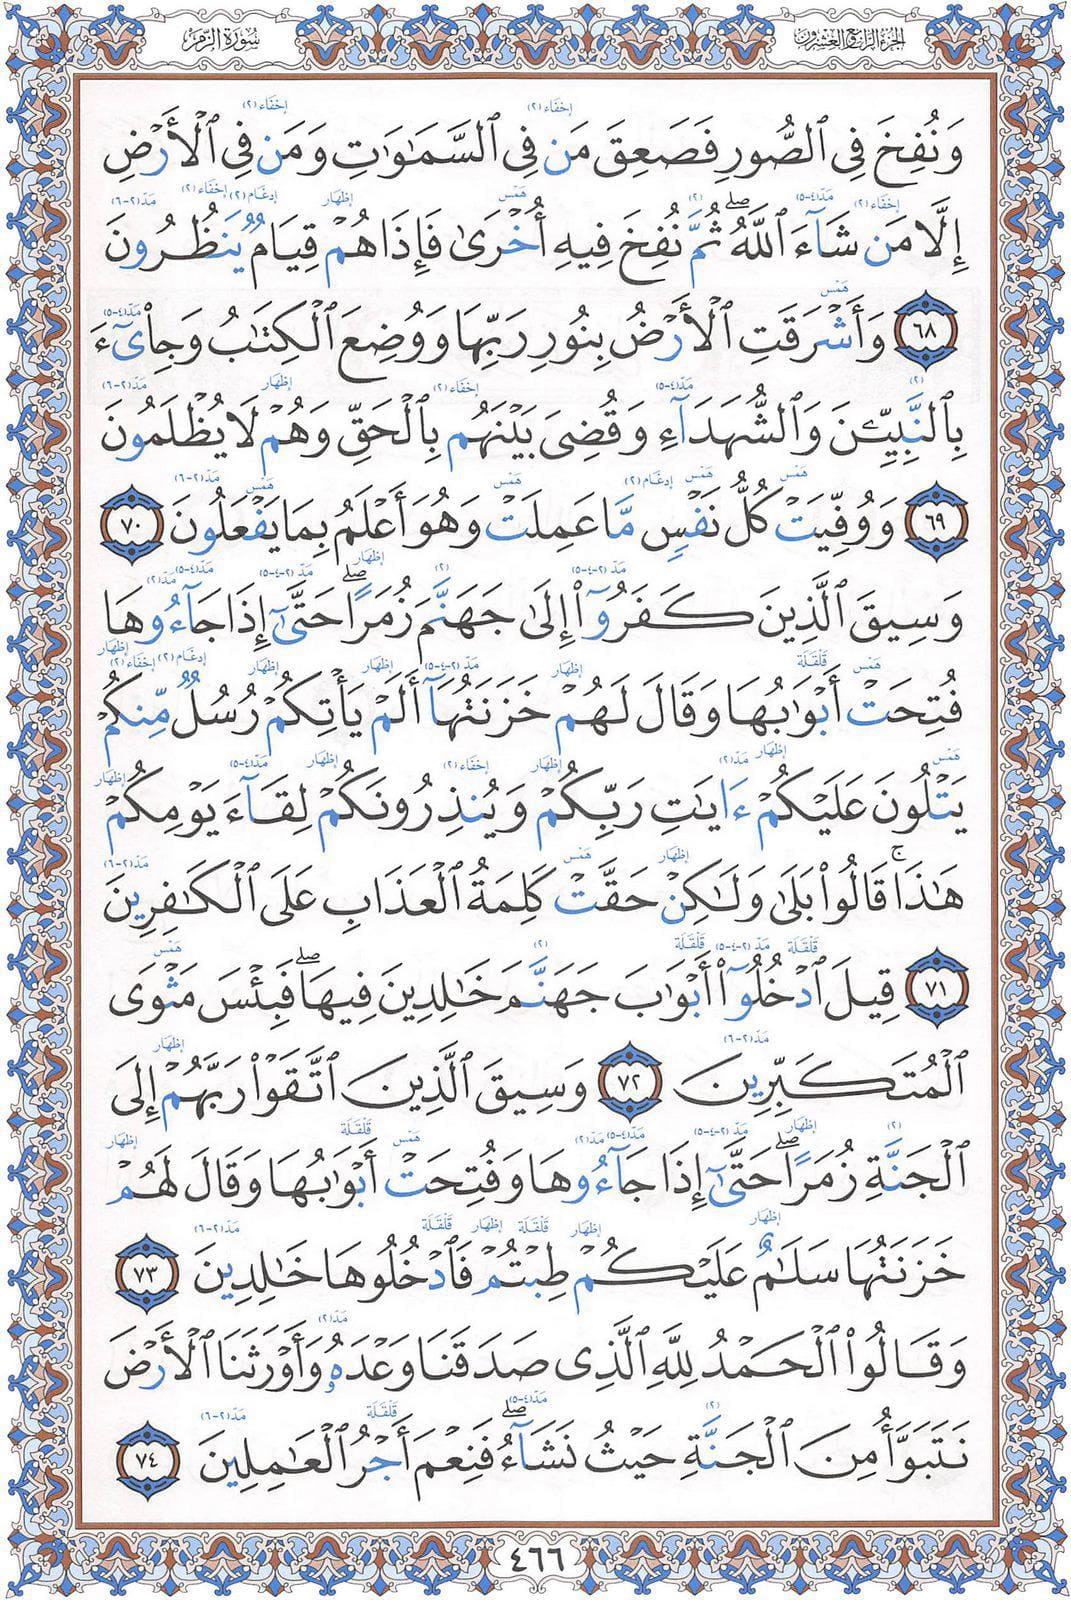 الجزء الرابع والعشرون
سورة الزمر
وَنُفِخَ فِى ٱلصُّورِ فَصَعِقَ مَن فِى ٱلسَّمَٰوَٰتِ وَمَن فِى ٱلْأَرْضِ
إِلَّا مَن شَآءَ ٱللَّهُ ۖ ثُمَّ نُفِخَ فِيهِ أُخْرَىٰ فَإِذَا هُمْ قِيَامٌ يَنظُرُونَ
٦٨ وَأَشْرَقَتِ ٱلْأَرْضُ بِنُورِ رَبِّهَا وَوُضِعَ ٱلْكِتَٰبُ وَجِا۟ىٓءَ
بِٱلنَّبِيِّـۧنَ وَٱلشُّهَدَآءِ وَقُضِىَ بَيْنَهُم بِٱلْحَقِّ وَهُمْ لَا يُظْلَمُونَ
٦٩ وَوُفِّيَتْ كُلُّ نَفْسٍ مَّا عَمِلَتْ وَهُوَ أَعْلَمُ بِمَا يَفْعَلُونَ ٧٠
وَسِيقَ ٱلَّذِينَ كَفَرُوٓا۟ إِلَىٰ جَهَنَّمَ زُمَرًا ۖ حَتَّىٰٓ إِذَا جَآءُوهَا
فُتِحَتْ أَبْوَٰبُهَا وَقَالَ لَهُمْ خَزَنَتُهَآ أَلَمْ يَأْتِكُمْ رُسُلٌ مِّنكُمْ
يَتْلُونَ عَلَيْكُمْ ءَايَٰتِ رَبِّكُمْ وَيُنذِرُونَكُمْ لِقَآءَ يَوْمِكُمْ
هَٰذَا ۚ قَالُوا۟ بَلَىٰ وَلَٰكِنْ حَقَّتْ كَلِمَةُ ٱلْعَذَابِ عَلَى ٱلْكَٰفِرِينَ
٧١ قِيلَ ٱدْخُلُوٓا۟ أَبْوَٰبَ جَهَنَّمَ خَٰلِدِينَ فِيهَا ۖ فَبِئْسَ مَثْوَى
ٱلْمُتَكَبِّرِينَ ٧٢ وَسِيقَ ٱلَّذِينَ ٱتَّقَوْا۟ رَبَّهُمْ إِلَى
ٱلْجَنَّةِ زُمَرًا ۖ حَتَّىٰٓ إِذَا جَآءُوهَا وَفُتِحَتْ أَبْوَٰبُهَا وَقَالَ لَهُمْ
خَزَنَتُهَا سَلَٰمٌ عَلَيْكُمْ طِبْتُمْ فَٱدْخُلُوهَا خَٰلِدِينَ ٧٣
وَقَالُوا۟ ٱلْحَمْدُ لِلَّهِ ٱلَّذِى صَدَقَنَا وَعْدَهُۥ وَأَوْرَثَنَا ٱلْأَرْضَ
نَتَبَوَّأُ مِنَ ٱلْجَنَّةِ حَيْثُ نَشَآءُ ۖ فَنِعْمَ أَجْرُ ٱلْعَٰمِلِينَ ٧٤
٤٦٦